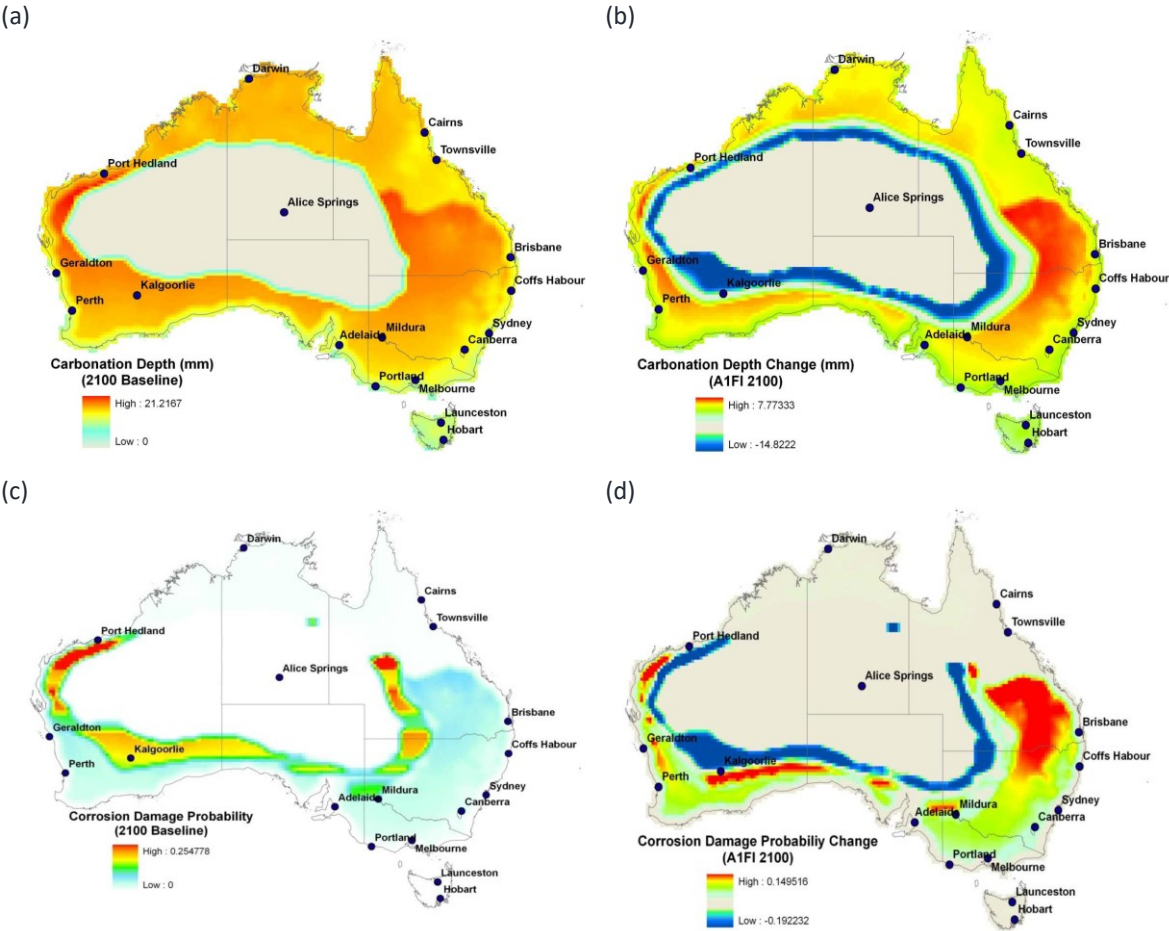 (a)
Darwin
Cairns
Townsville
Port Hedland
Alice Springs
Brisbane
Geraldton
Coffs Habour
Kalgoorlie
Perth
Sydney
Mildura
Adelaid
Canberra
Carbonation Depth (mm)
(2100 Baseline)
Portland
Melbourne
High : 21.2167
Launceston
Hobart
Low : 0
(b)
Darwin
Cairns
Townsville
Port Hedland
Alice Springs
Brisbane
Geraldton
Coffs Habour
Kalgoorlie
Perth
Sydney
Mildura
Adelaid
Canberra
Carbonation Depth Change (mm)
(A1FI 2100)
Portland
Melbourne
High : 7.77333
Launceston
Hobart
Low : -14.8222
(c)
Darwin
Cairns
Townsville
Port Hedland
Alice Springs
Brisbane
Geraldton
Coffs Habour
Kalgoorlie
Perth
Sydney
Mildura
Adelaid
Canberra
Corrosion Damage Probability
(2100 Baseline)
Portland
Melbourne
High : 0.254778
Launceston
Hobart
Low : 0
(d)
Darwin
Cairns
Townsville
Port Hedland
Alice Springs
Brisbane
Geraldton
Coffs Habour
Kalgoorlie
Perth
Sydney
Mildura
Adelaid
Canberra
Corrosion Damage Probabiliy Change
(A1FI 2100)
Portland
Melbourne
High : 0.149516
Launceston
Hobart
Low : -0.192232